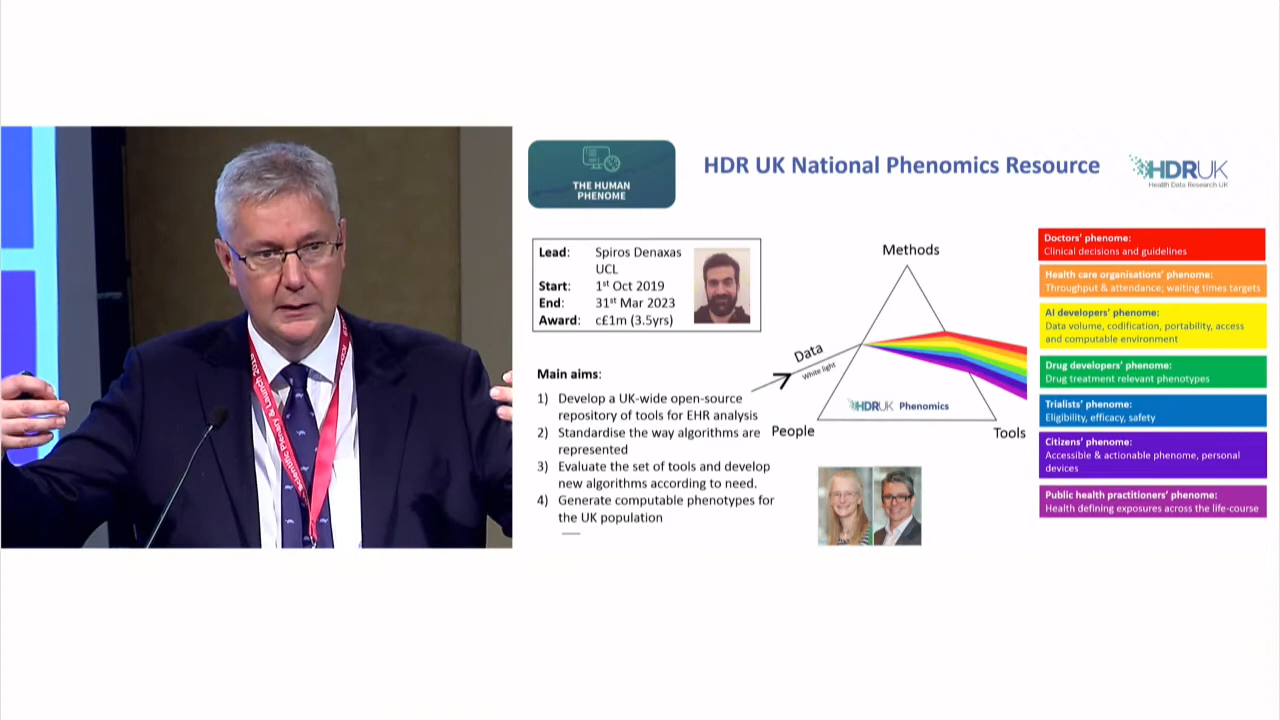 THE HUMAN
PHENOME
HDR UK National Phenomics Resource
HDRUK
Health Data Research UK
Lead: Spiros Denaxas
UCL
Start: 1st Oct 2019
End: 31st Mar 2023
Award: c£1m (3.5yrs)
Main aims:
1) Develop a UK-wide open-source
repository of tools for EHR analysis
2) Standardise the way algorithms are
represented
3) Evaluate the set of tools and develop
new algorithms according to need.
4) Generate computable phenotypes for
the UK population
Methods
Data
White light
HDRUK Phenomics
People
Tools
Doctors' phenome:
Clinical decisions and guidelines
Health care organisations' phenome:
Throughput & attendance; waiting times targets
AI developers' phenome:
Data volume, codification, portability, access
and computable environment
Drug developers' phenome:
Drug treatment relevant phenotypes
Trialists' phenome:
Eligibility, efficacy, safety
Citizens' phenome:
Accessible & actionable phenome, personal
devices
Public health practitioners' phenome:
Health defining exposures across the life-course
Scientific Plenary & Launch 2019